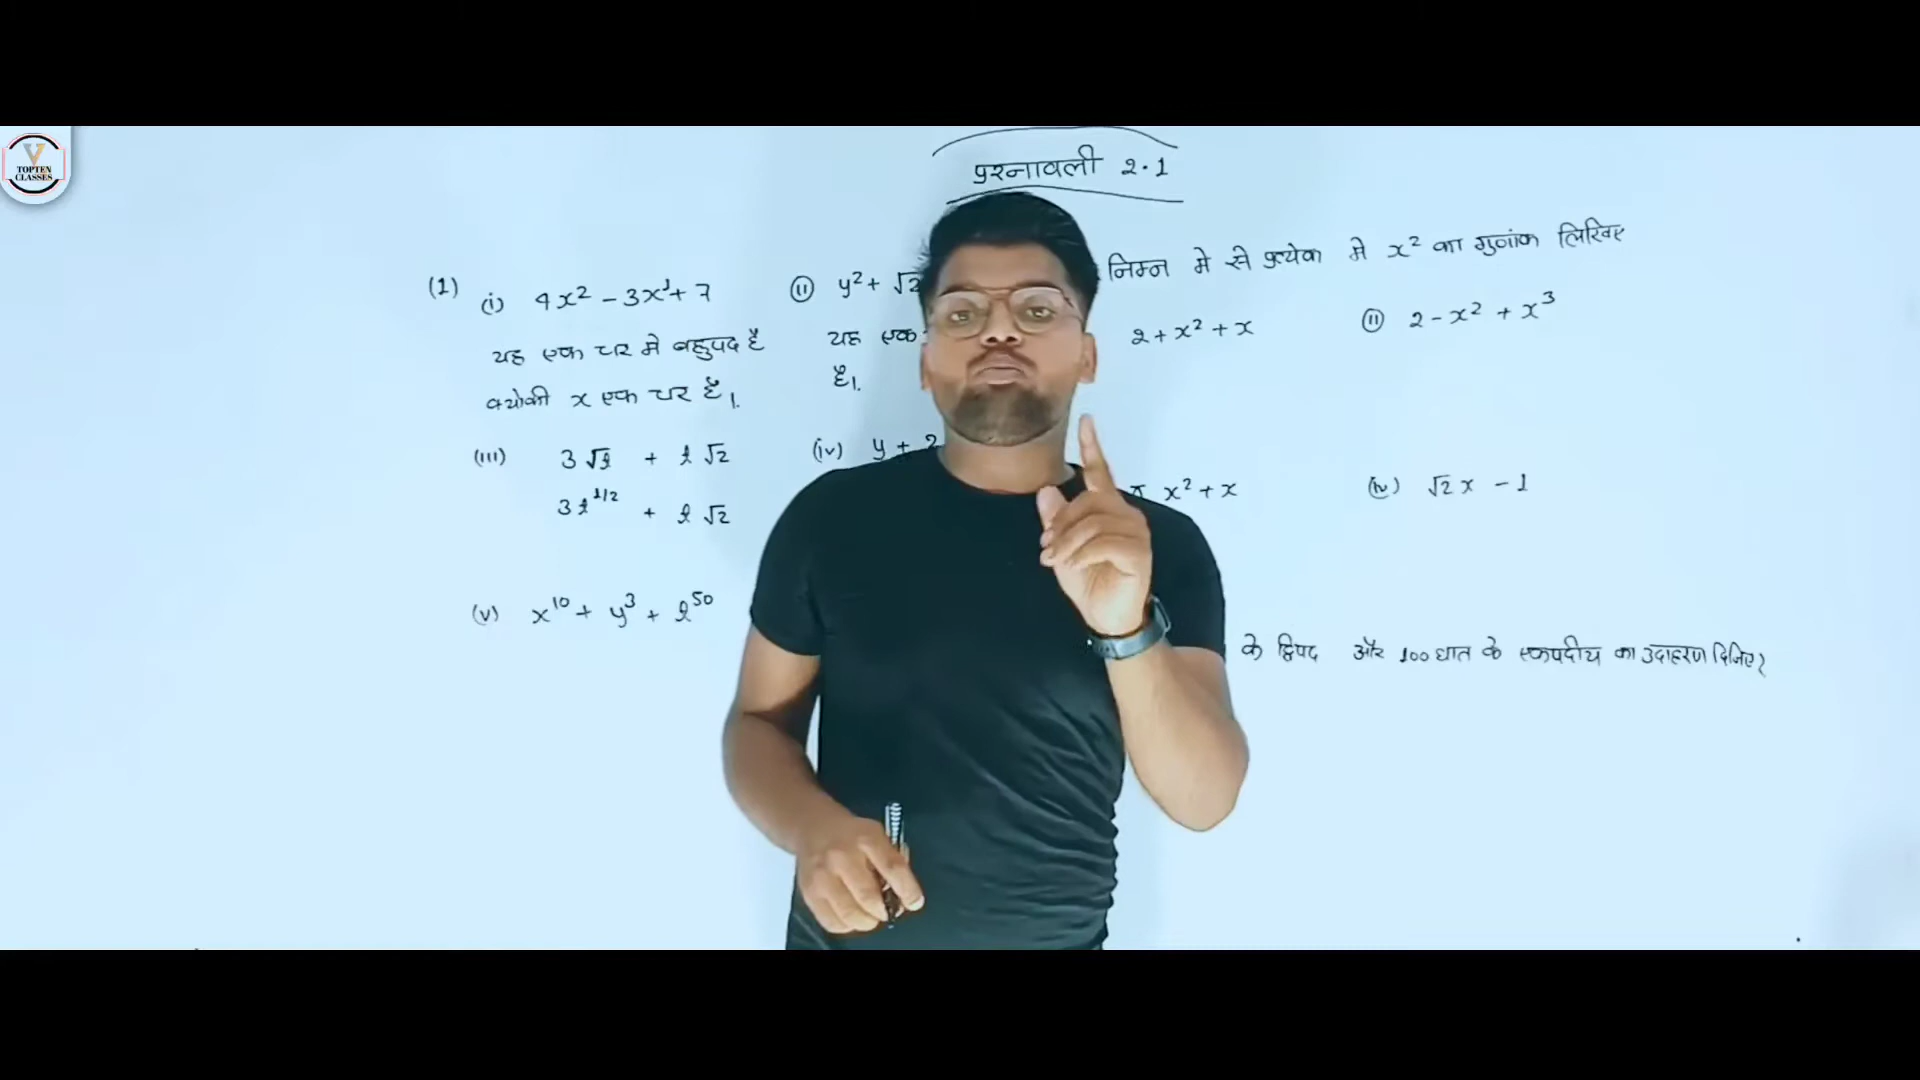 TOPTEN
CLASSES
प्रश्नावली 2.1
(1) (i) 4x² - 3x¹ + 7
यह एक चर मे बहुपद है
क्योकी x एक चर है।
(ii) y² + √2
यह एक
है।
(iii) 3√t + t√2
3t^1/2 + t√2
(iv) y + 2
(v) x¹⁰ + y³ + t⁵⁰
निम्न मे से प्रत्येक मे x² का गुणांक लिखिए
2 + x² + x
(ii) 2 - x² + x³
x² + x
(iv) √2x - 1
के द्विपद और 100 घात के एकपदीय का उदाहरण दिजिए?